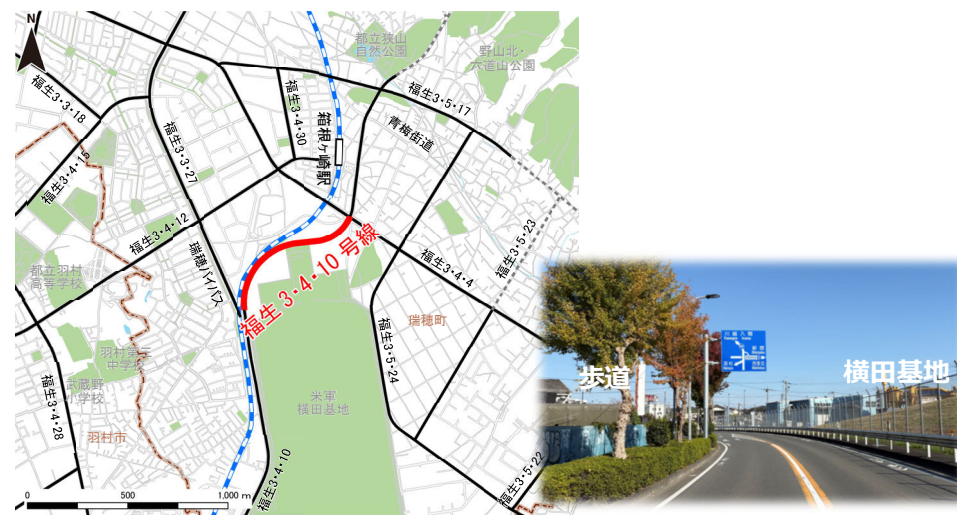 N
都立狭山
自然公園
野山北・
六道山公園
福生3・3・18
福生3・5・17
福生3・4・30
箱根ヶ崎駅
青梅街道
福生3・3・27
福生3・4・15
福生3・4・12
福生3・5・23
瑞穂バイパス
福生3・4・10号線
福生3・4・4
都立羽村
高等学校
瑞穂町
羽村第三
中学校
福生3・5・24
武蔵野
小学校
米軍
横田基地
羽村市
福生3・4・28
福生3・4・10
福生3・5・22
0 500 1,000 m
歩道
横田基地